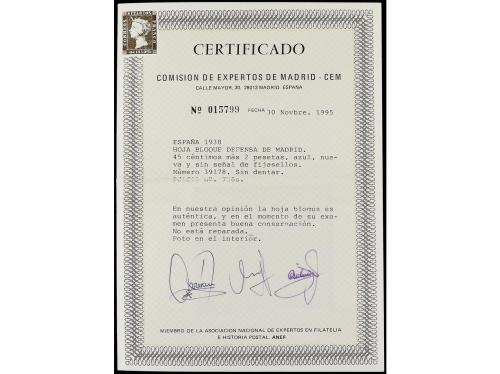 CERTIFICADO
COMISION DE EXPERTOS DE MADRID - CEM
CALLE MAYOR, 30, 28013 MADRID. ESPAÑA
Nº 015799 FECHA 30 Novbre. 1995
ESPAÑA 1938
HOJA BLOQUE DEFENSA DE MADRID.
45 céntimos más 2 pesetas, azul, nue-
va y sin señal de fijasellos.
Número 39178. Sin dentar.
En nuestra opinión la hoja bloque es
auténtica, y en el momento de su exa-
men presenta buena conservación.
No está reparada.
Foto en el interior.
MIEMBRO DE LA ASOCIACION NACIONAL DE EXPERTOS EN FILATELIA
E HISTORIA POSTAL. ANEF